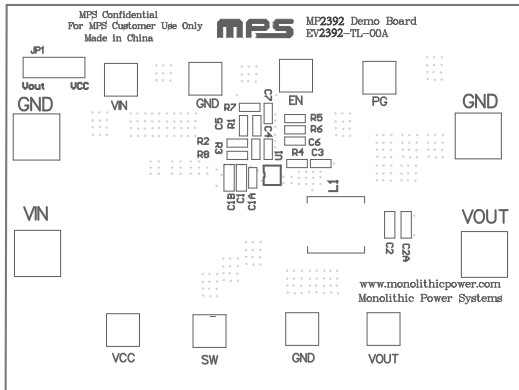 MPS Confidential
For MPS Customer Use Only
Made in China
mps
MP2392 Demo Board
EV2392-TL-00A
JP1
Vout VCC
VIN
GND
EN
PG
GND
GND
C7
R7
C5
R1
C4
R5
R6
C6
R2
R3
R8
U1
R4 C3
C1B
C1
C1A
L1
VIN
VOUT
C2
C2A
www.monolithicpower.com
Monolithic Power Systems
VCC
SW
GND
VOUT